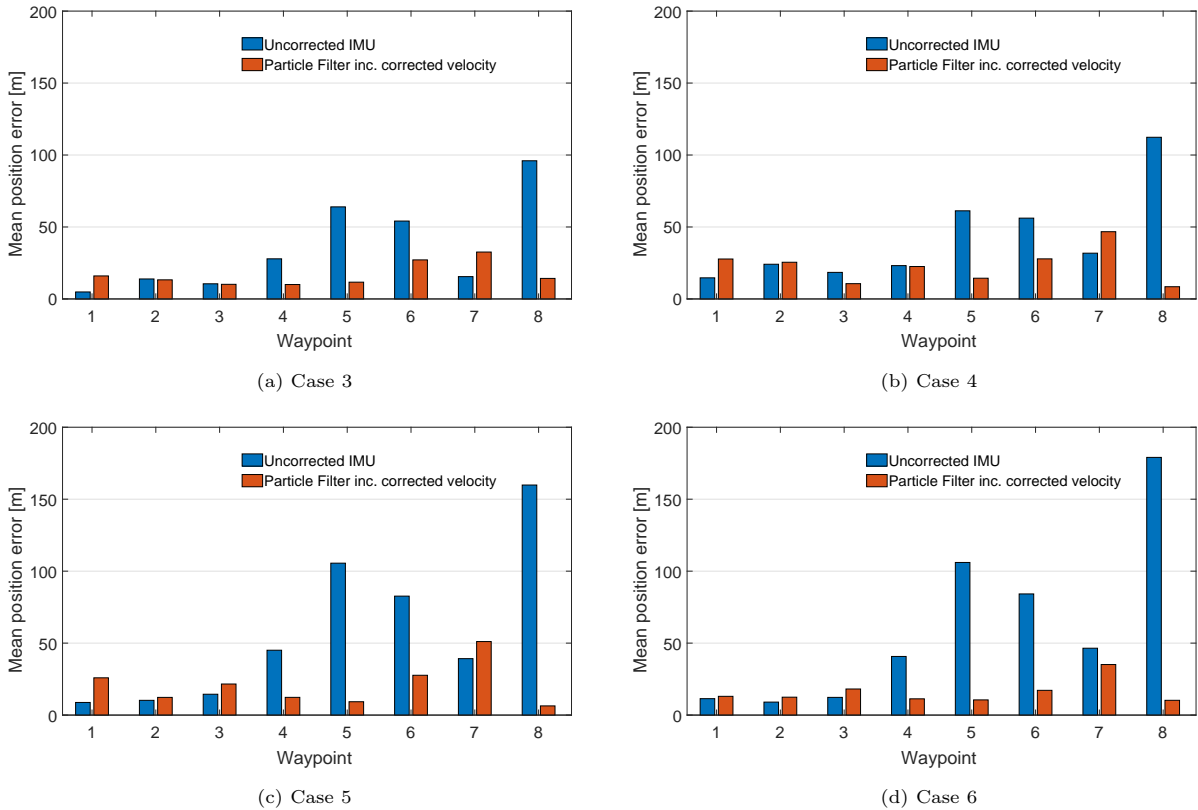 200
150
100
50
0
Mean position error [m]
Uncorrected IMU
Particle Filter inc. corrected velocity
1 2 3 4 5 6 7 8
Waypoint
(a) Case 3
200
150
100
50
0
Mean position error [m]
Uncorrected IMU
Particle Filter inc. corrected velocity
1 2 3 4 5 6 7 8
Waypoint
(b) Case 4
200
150
100
50
0
Mean position error [m]
Uncorrected IMU
Particle Filter inc. corrected velocity
1 2 3 4 5 6 7 8
Waypoint
(c) Case 5
200
150
100
50
0
Mean position error [m]
Uncorrected IMU
Particle Filter inc. corrected velocity
1 2 3 4 5 6 7 8
Waypoint
(d) Case 6